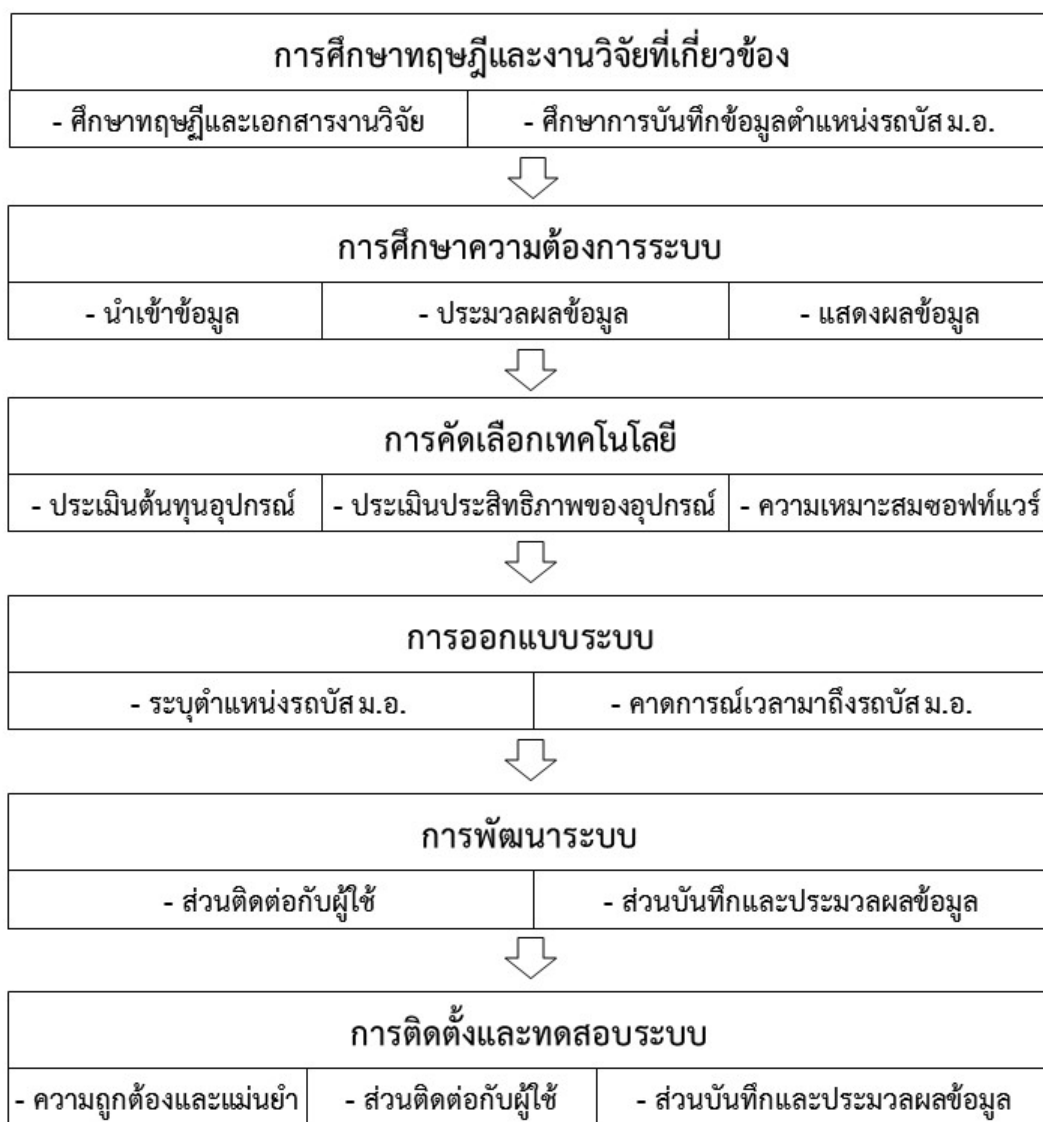 การศึกษาทฤษฎีและงานวิจัยที่เกี่ยวข้อง
- ศึกษาทฤษฏีและเอกสารงานวิจัย - ศึกษาการบันทึกข้อมูลตำแหน่งรถบัส ม.อ.
การศึกษาความต้องการระบบ
- นำเข้าข้อมูล - ประมวลผลข้อมูล - แสดงผลข้อมูล
การคัดเลือกเทคโนโลยี
- ประเมินต้นทุนอุปกรณ์ - ประเมินประสิทธิภาพของอุปกรณ์ - ความเหมาะสมซอฟท์แวร์
การออกแบบระบบ
- ระบุตำแหน่งรถบัส ม.อ. - คาดการณ์เวลามาถึงรถบัส ม.อ.
การพัฒนาระบบ
- ส่วนติดต่อกับผู้ใช้ - ส่วนบันทึกและประมวลผลข้อมูล
การติดตั้งและทดสอบระบบ
- ความถูกต้องและแม่นยำ - ส่วนติดต่อกับผู้ใช้ - ส่วนบันทึกและประมวลผลข้อมูล